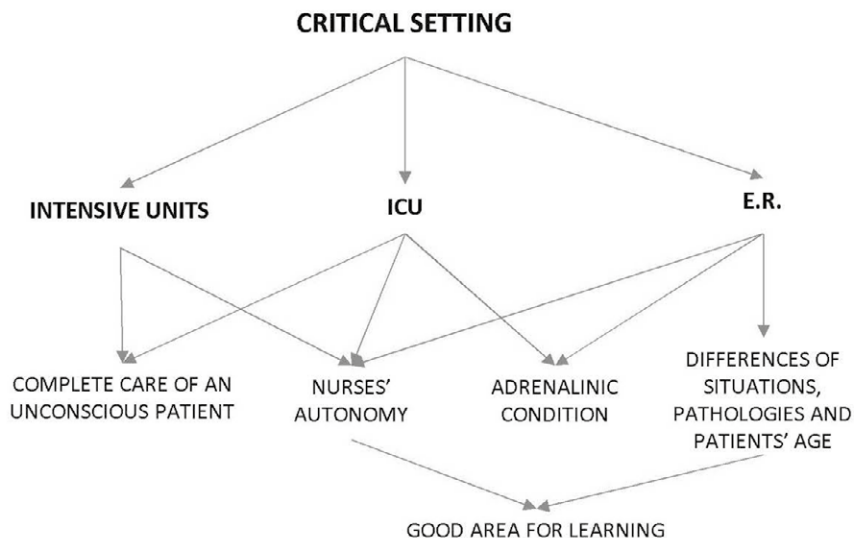 CRITICAL SETTING
INTENSIVE UNITS
ICU
E.R.
COMPLETE CARE OF AN
UNCONSCIOUS PATIENT
NURSES’
AUTONOMY
ADRENALINIC
CONDITION
DIFFERENCES OF
SITUATIONS,
PATHOLOGIES AND
PATIENTS’ AGE
GOOD AREA FOR LEARNING